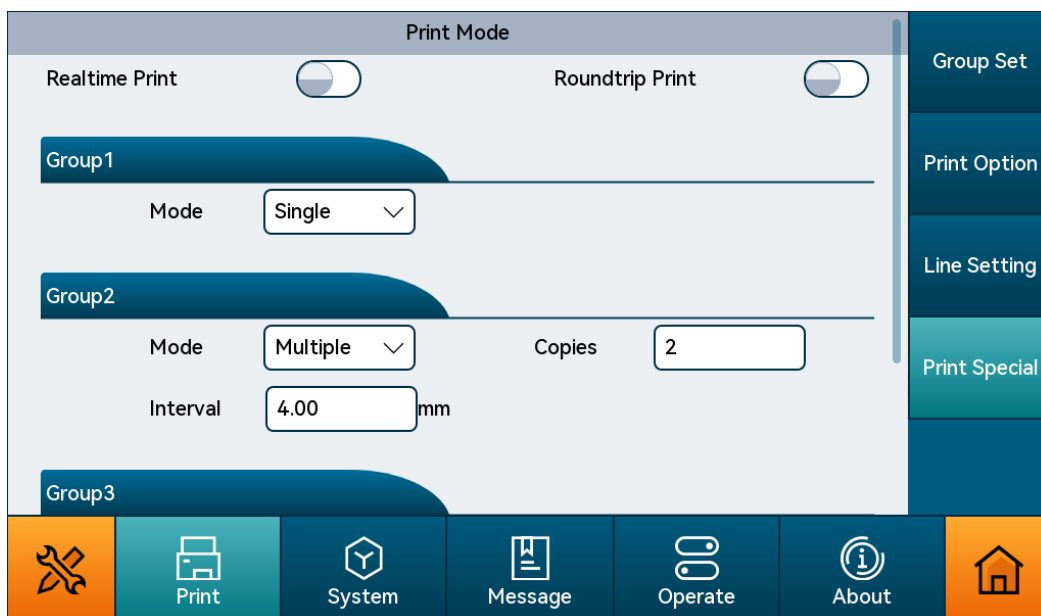 Print Mode
Realtime Print
Roundtrip Print
Group1
Mode
Single
Group2
Mode
Multiple
Copies
2
Interval
4.00
mm
Group3
Group Set
Print Option
Line Setting
Print Special
Print
System
Message
Operate
About